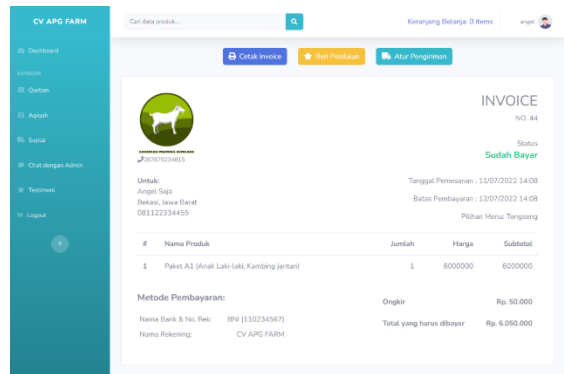 CV APG FARM
Cari data produk...
Keranjang Belanja: 0 items
angel
Dashboard
KATEGORI
Qurban
Aqiqah
Suplai
Chat dengan Admin
Testimoni
Logout
Cetak Invoice
Beri Penilaian
Atur Pengiriman
INVOICE
NO. 44
Status
Sudah Bayar
087679234815
Untuk:
Angel Saja
Bekasi, Jawa Barat
081122334455
Tanggal Pemesanan : 11/07/2022 14:08
Batas Pembayaran : 12/07/2022 14:08
Pilihan Menu: Tongseng
# Nama Produk Jumlah Harga Subtotal
1 Paket A1 (Anak Laki-laki, Kambing jantan) 1 6000000 6000000
Metode Pembayaran:
Nama Bank & No. Rek: BNI (110234567)
Nama Rekening: CV APG FARM
Ongkir Rp. 50.000
Total yang harus dibayar Rp. 6.050.000